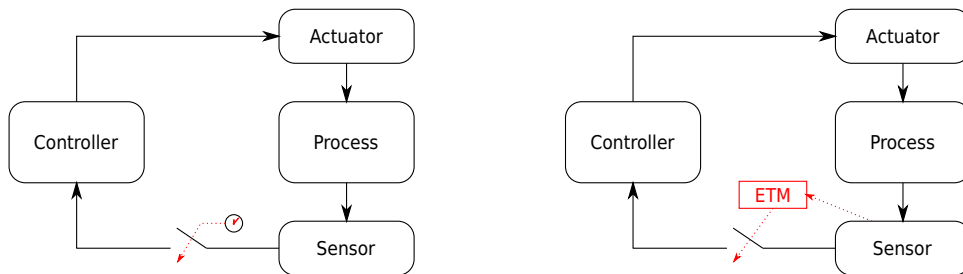 Actuator
Controller
Process
Sensor
Actuator
Controller
Process
ETM
Sensor